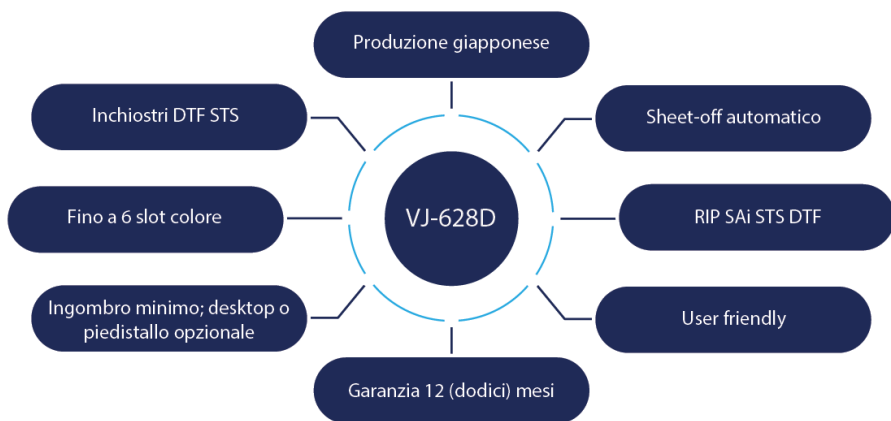 Produzione giapponese
Inchiostri DTF STS
Sheet-off automatico
Fino a 6 slot colore
VJ-628D
RIP SAi STS DTF
Ingombro minimo; desktop o
piedistallo opzionale
User friendly
Garanzia 12 (dodici) mesi